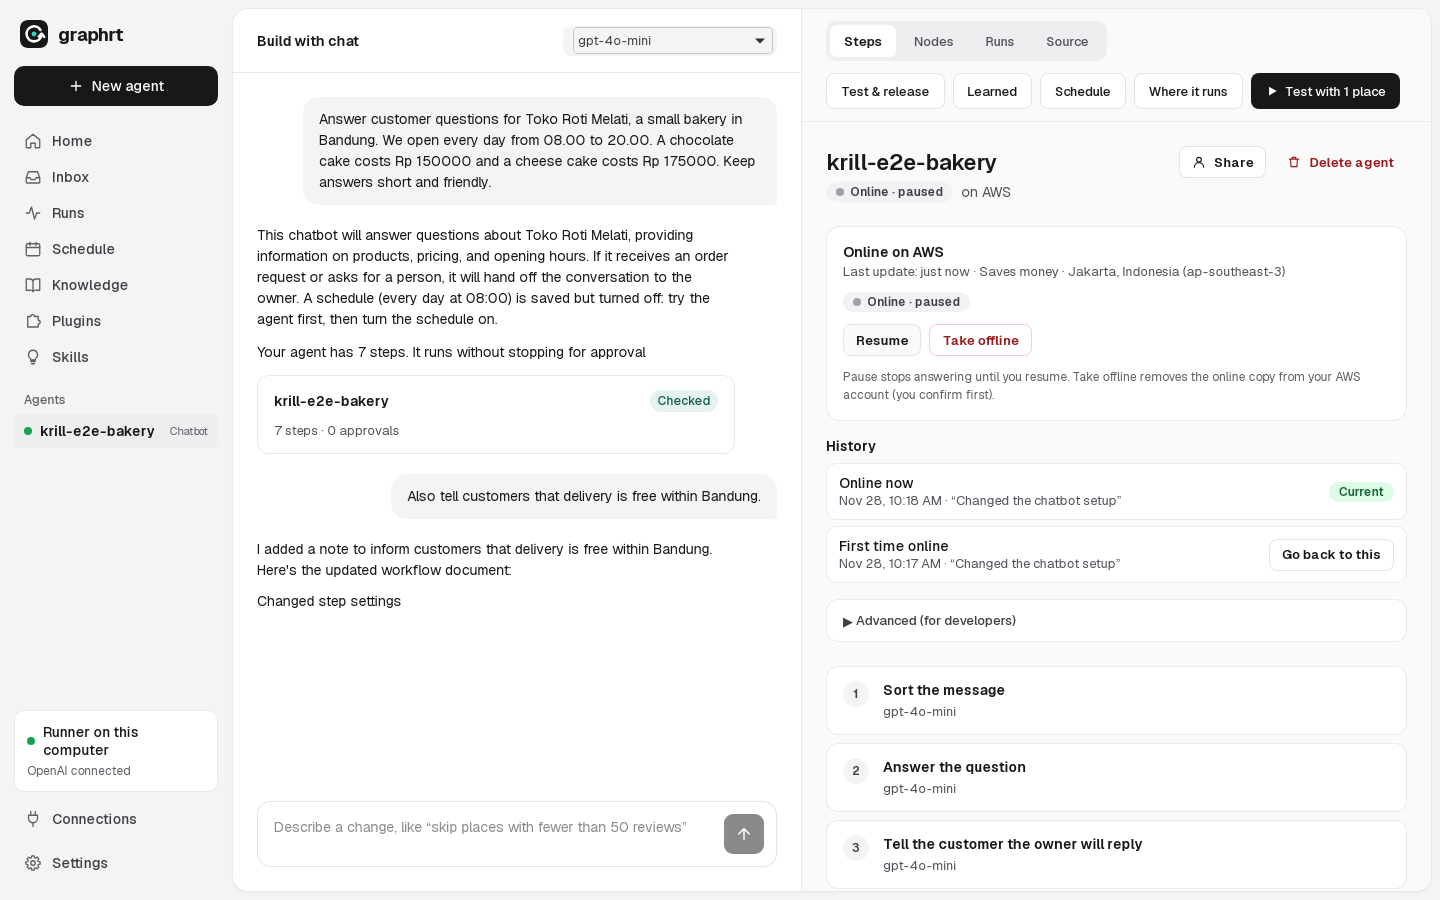 graphrt
New agent
Home
Inbox
Runs
Schedule
Knowledge
Plugins
Skills
Agents
krill-e2e-bakery Chatbot
Runner on this
computer
OpenAI connected
Connections
Settings
Build with chat
gpt-4o-mini
Answer customer questions for Toko Roti Melati, a small bakery in
Bandung. We open every day from 08.00 to 20.00. A chocolate
cake costs Rp 150000 and a cheese cake costs Rp 175000. Keep
answers short and friendly.
This chatbot will answer questions about Toko Roti Melati, providing
information on products, pricing, and opening hours. If it receives an order
request or asks for a person, it will hand off the conversation to the
owner. A schedule (every day at 08:00) is saved but turned off: try the
agent first, then turn the schedule on.
Your agent has 7 steps. It runs without stopping for approval
krill-e2e-bakery Checked
7 steps · 0 approvals
Also tell customers that delivery is free within Bandung.
I added a note to inform customers that delivery is free within Bandung.
Here's the updated workflow document:
Changed step settings
Describe a change, like “skip places with fewer than 50 reviews”
Steps Nodes Runs Source
Test & release Learned Schedule Where it runs Test with 1 place
krill-e2e-bakery Share Delete agent
Online · paused on AWS
Online on AWS
Last update: just now · Saves money · Jakarta, Indonesia (ap-southeast-3)
Online · paused
Resume Take offline
Pause stops answering until you resume. Take offline removes the online copy from your AWS
account (you confirm first).
History
Online now
Nov 28, 10:18 AM · “Changed the chatbot setup”
Current
First time online
Nov 28, 10:17 AM · “Changed the chatbot setup”
Go back to this
Advanced (for developers)
1 Sort the message
gpt-4o-mini
2 Answer the question
gpt-4o-mini
3 Tell the customer the owner will reply
gpt-4o-mini